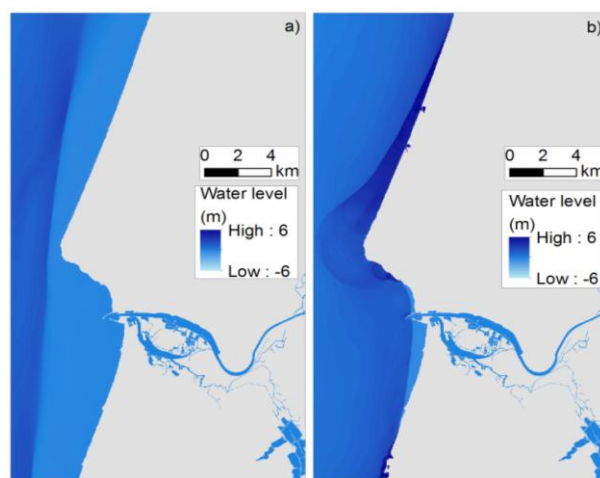 a)
0 2 4
km
Water level
(m)
High : 6
Low : -6
b)
0 2 4
km
Water level
(m)
High : 6
Low : -6